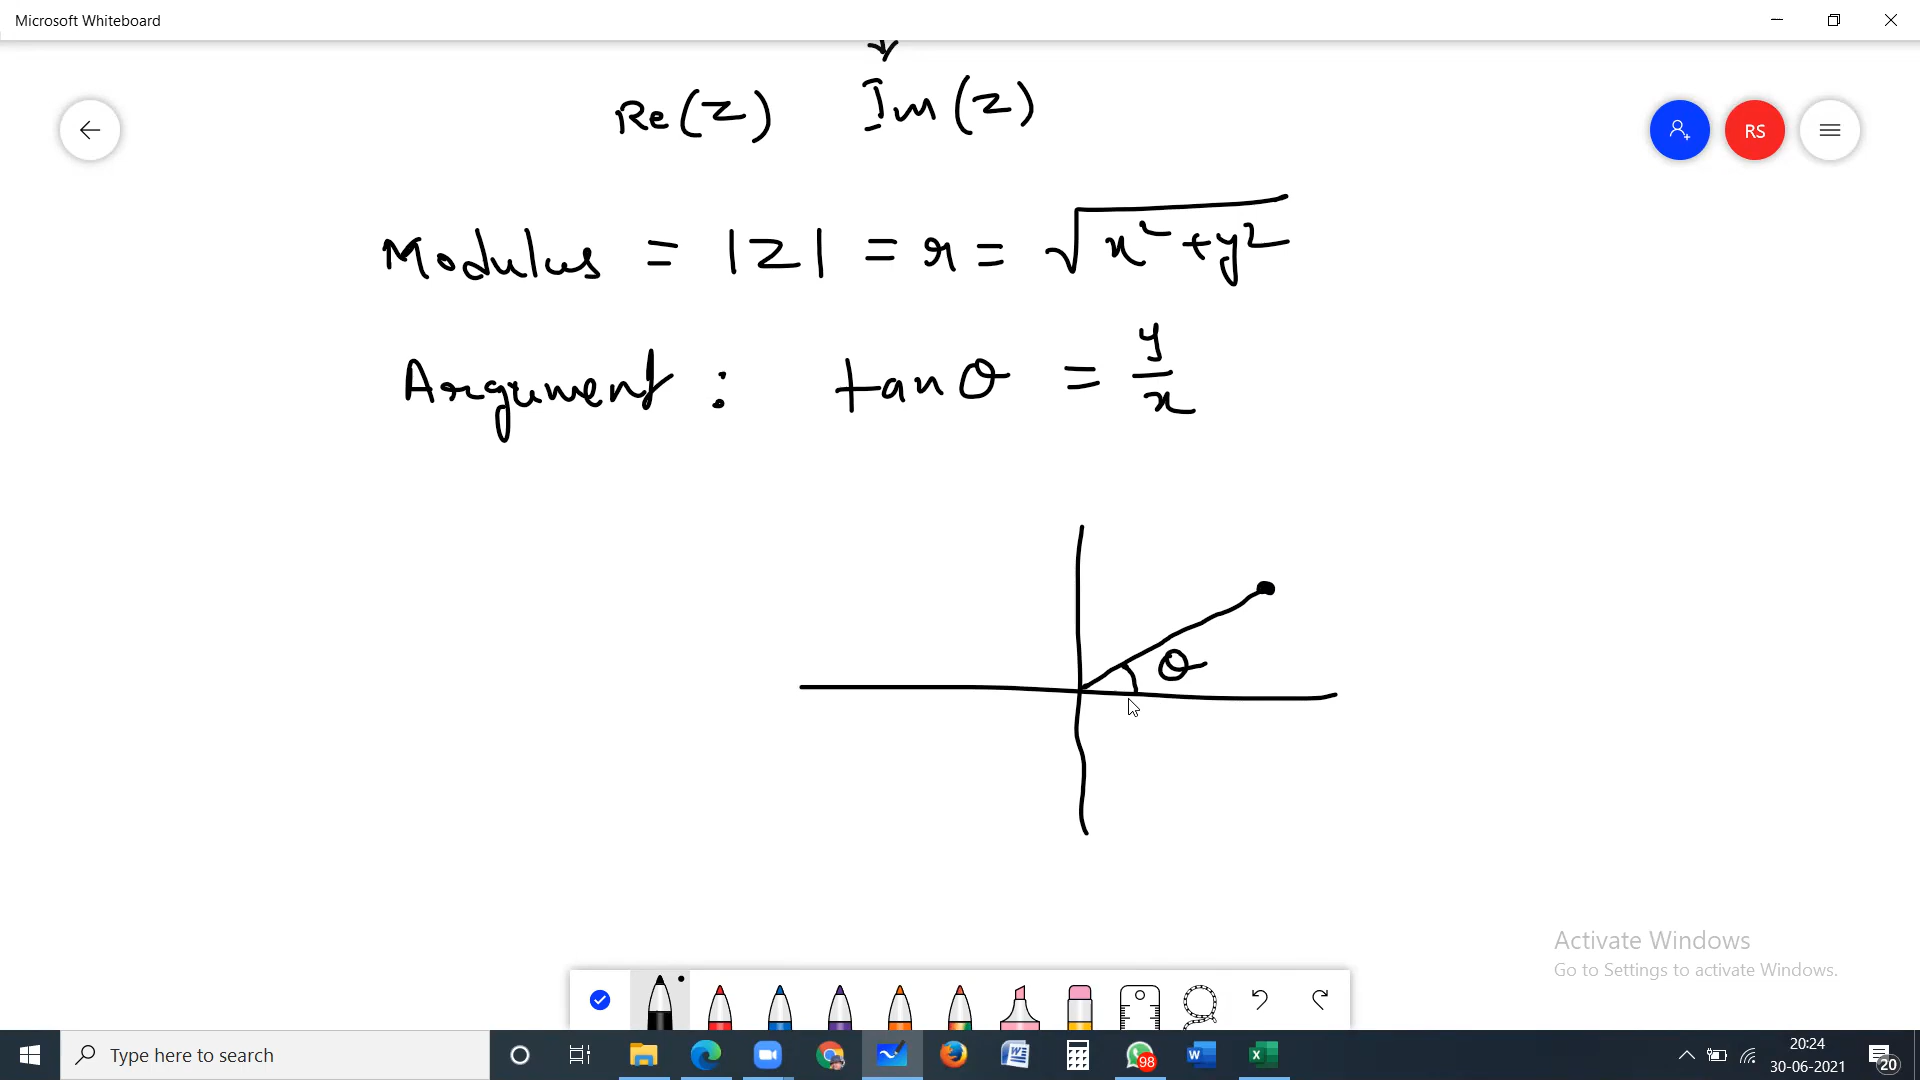 Microsoft Whiteboard
Re(z) Im(z)
RS
Modulus = |z| = r = √x²+y²
Argument : tanθ = y/x
θ
Activate Windows
Go to Settings to activate Windows.
Type here to search
98
20:24
30-06-2021
20